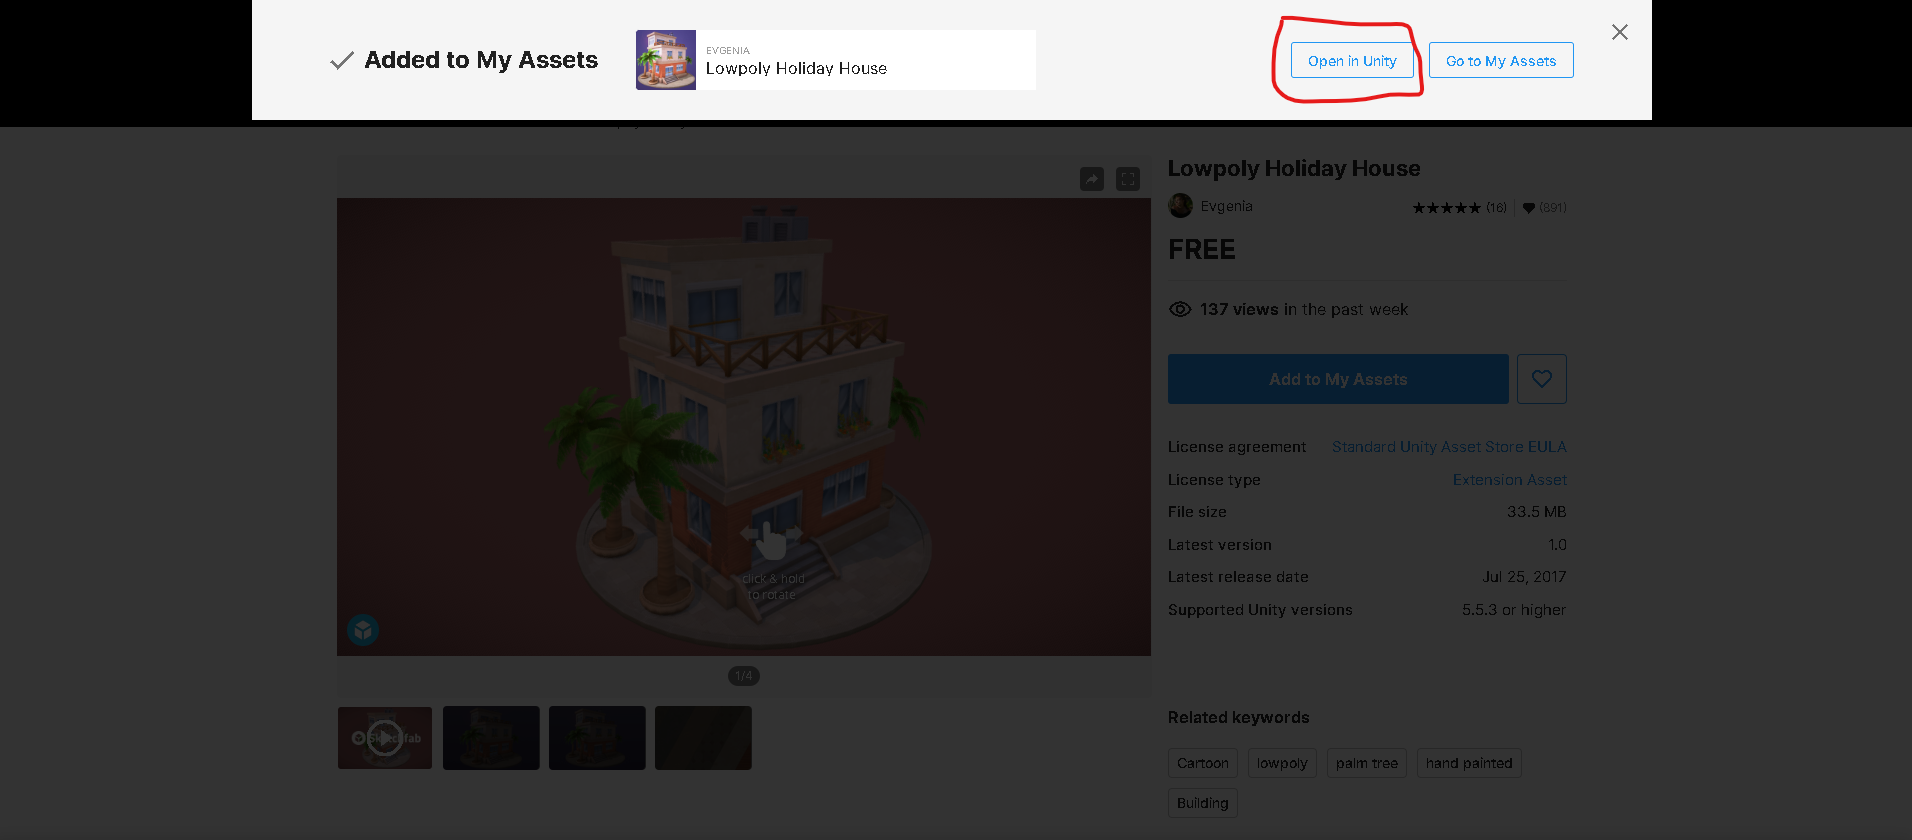 Added to My Assets
EVGENIA
Lowpoly Holiday House
Open in Unity
Go to My Assets
Lowpoly Holiday House
Evgenia
(16)
(891)
FREE
137 views in the past week
Add to My Assets
License agreement
Standard Unity Asset Store EULA
License type
Extension Asset
File size
33.5 MB
Latest version
1.0
Latest release date
Jul 25, 2017
Supported Unity versions
5.5.3 or higher
click & hold
to rotate
1/4
Sketchfab
Related keywords
Cartoon
lowpoly
palm tree
hand painted
Building